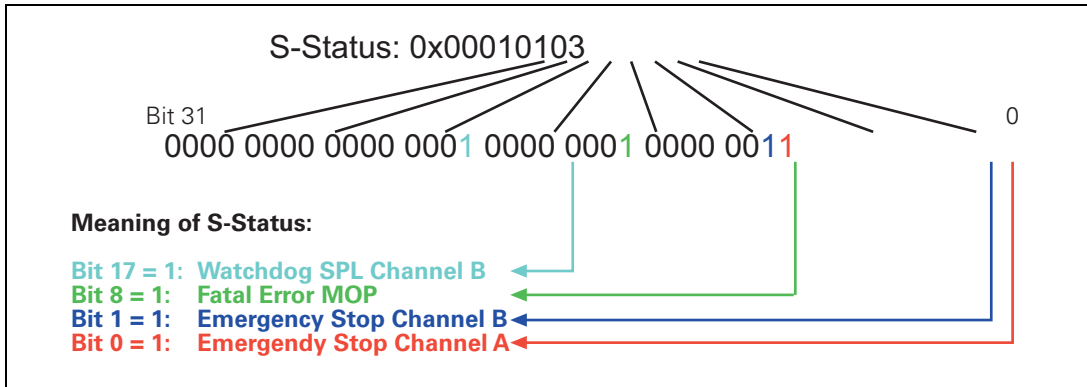 S-Status: 0x00010103
Bit 31 0
0000 0000 0000 0001 0000 0001 0000 0011
Meaning of S-Status:
Bit 17 = 1: Watchdog SPL Channel B
Bit 8 = 1: Fatal Error MOP
Bit 1 = 1: Emergency Stop Channel B
Bit 0 = 1: Emergendy Stop Channel A